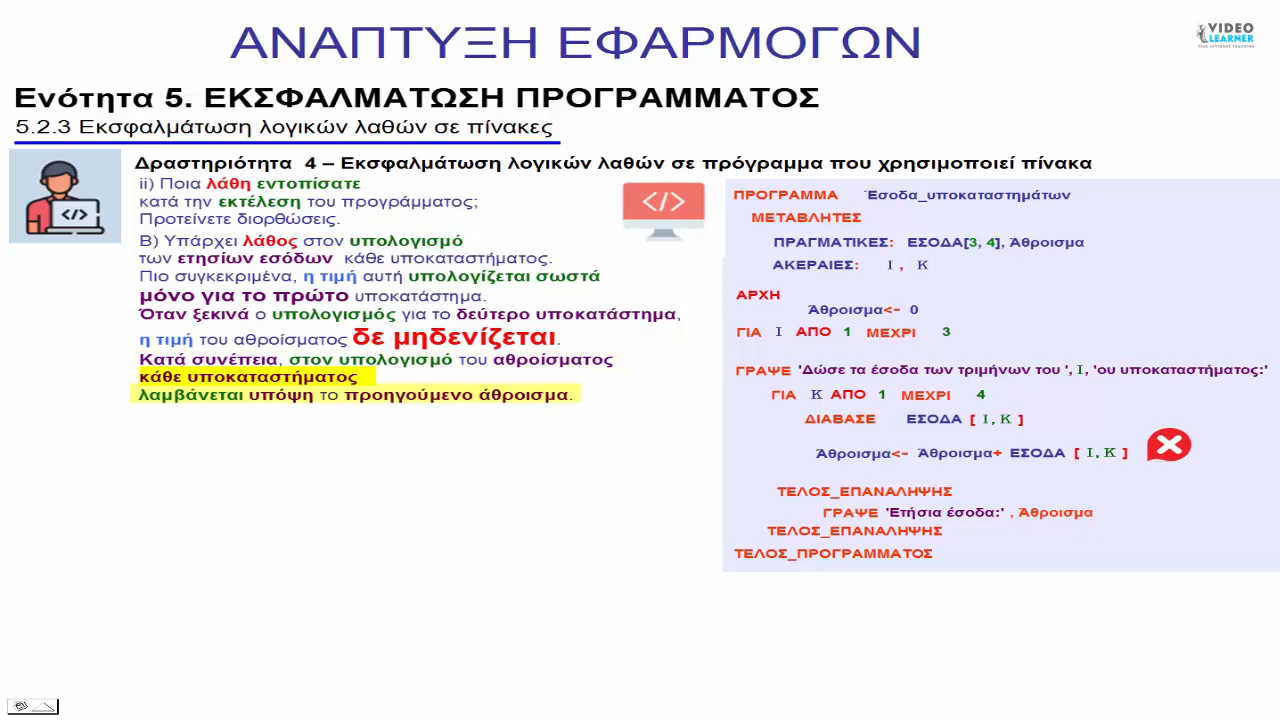 ΑΝΑΠΤΥΞΗ ΕΦΑΡΜΟΓΩΝ
VIDEO
LEARNER
FREE INTERNET TEACHING
Ενότητα 5. ΕΚΣΦΑΛΜΑΤΩΣΗ ΠΡΟΓΡΑΜΜΑΤΟΣ
5.2.3 Εκσφαλμάτωση λογικών λαθών σε πίνακες
Δραστηριότητα 4 – Εκσφαλμάτωση λογικών λαθών σε πρόγραμμα που χρησιμοποιεί πίνακα
ii) Ποια λάθη εντοπίσατε
κατά την εκτέλεση του προγράμματος;
Προτείνετε διορθώσεις.
Β) Υπάρχει λάθος στον υπολογισμό
των ετησίων εσόδων κάθε υποκαταστήματος.
Πιο συγκεκριμένα, η τιμή αυτή υπολογίζεται σωστά
μόνο για το πρώτο υποκατάστημα.
Όταν ξεκινά ο υπολογισμός για το δεύτερο υποκατάστημα,
η τιμή του αθροίσματος δε μηδενίζεται.
Κατά συνέπεια, στον υπολογισμό του αθροίσματος
κάθε υποκαταστήματος
λαμβάνεται υπόψη το προηγούμενο άθροισμα.
</>
</>
ΠΡΟΓΡΑΜΜΑ Έσοδα_υποκαταστημάτων
ΜΕΤΑΒΛΗΤΕΣ
ΠΡΑΓΜΑΤΙΚΕΣ: ΕΣΟΔΑ[3, 4], Άθροισμα
ΑΚΕΡΑΙΕΣ: Ι , Κ
ΑΡΧΗ
Άθροισμα<- 0
ΓΙΑ Ι ΑΠΟ 1 ΜΕΧΡΙ 3
ΓΡΑΨΕ 'Δώσε τα έσοδα των τριμήνων του ', Ι, 'ου υποκαταστήματος:'
ΓΙΑ Κ ΑΠΟ 1 ΜΕΧΡΙ 4
ΔΙΑΒΑΣΕ ΕΣΟΔΑ [ Ι, Κ ]
Άθροισμα<- Άθροισμα+ ΕΣΟΔΑ [ Ι, Κ ]
ΤΕΛΟΣ_ΕΠΑΝΑΛΗΨΗΣ
ΓΡΑΨΕ 'Ετήσια έσοδα:' , Άθροισμα
ΤΕΛΟΣ_ΕΠΑΝΑΛΗΨΗΣ
ΤΕΛΟΣ_ΠΡΟΓΡΑΜΜΑΤΟΣ